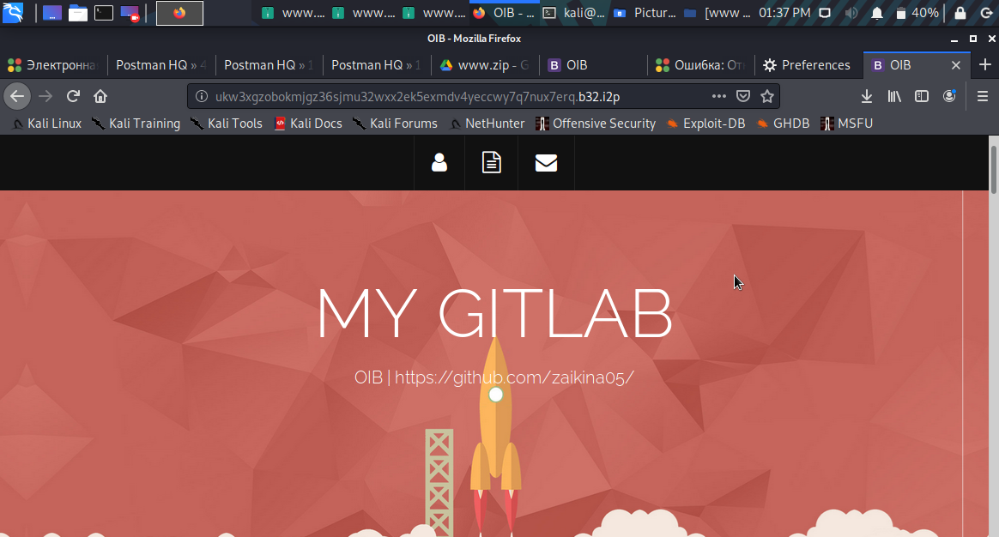 www.... www.... www.... OIB - ... kali@... Pictur... [www ... 01:37 PM 40%
OIB - Mozilla Firefox
Электронна Postman HQ » Postman HQ » 1 Postman HQ » 1 www.zip - G OIB Ошибка: От Preferences OIB
ukw3xgzobokmjgz36sjmu32wxx2ek5exmdv4yeccwy7q7nux7erq.b32.i2p
Kali Linux Kali Training Kali Tools Kali Docs Kali Forums NetHunter Offensive Security Exploit-DB GHDB MSFU
MY GITLAB
OIB | https://github.com/zaikina05/